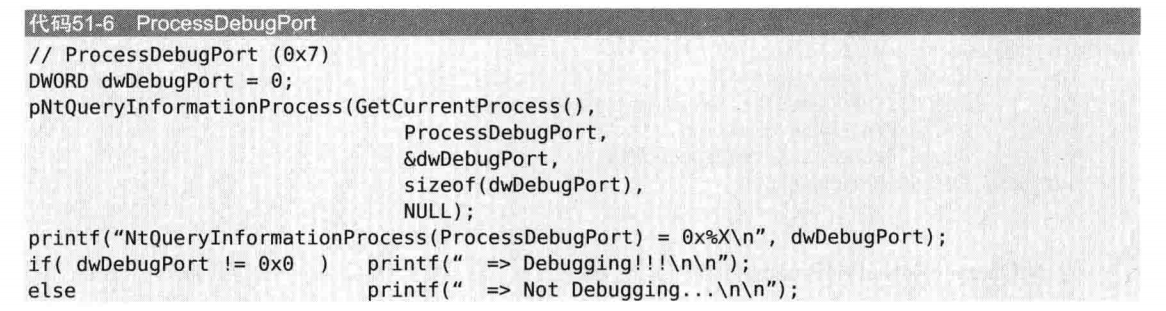 代码51-6 ProcessDebugPort
// ProcessDebugPort (0x7)
DWORD dwDebugPort = 0;
pNtQueryInformationProcess(GetCurrentProcess(),
ProcessDebugPort,
&dwDebugPort,
sizeof(dwDebugPort),
NULL);
printf(“NtQueryInformationProcess(ProcessDebugPort) = 0x%X\n”, dwDebugPort);
if( dwDebugPort != 0x0 ) printf(“ => Debugging!!!\n\n”);
else printf(“ => Not Debugging...\n\n”);